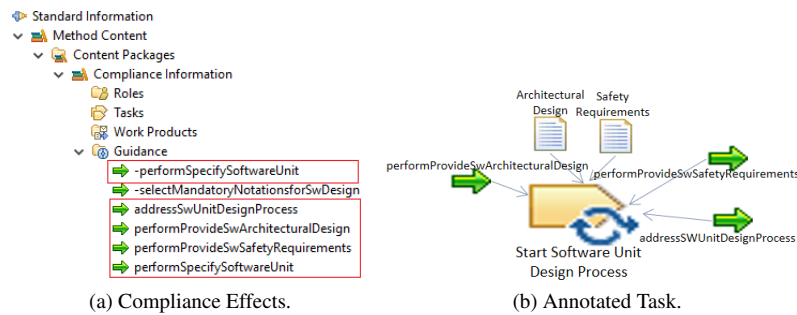 Standard Information
Method Content
Content Packages
Compliance Information
Roles
Tasks
Work Products
Guidance
-performSpecifySoftwareUnit
-selectMandatoryNotationsforSwDesign
addressSwUnitDesignProcess
performProvideSwArchitecturalDesign
performProvideSwSafetyRequirements
performSpecifySoftwareUnit
(a) Compliance Effects.
Architectural
Design
Safety
Requirements
performProvideSwArchitecturalDesign
performProvideSwSafetyRequirements
addressSWUnitDesignProcess
Start Software Unit
Design Process
(b) Annotated Task.